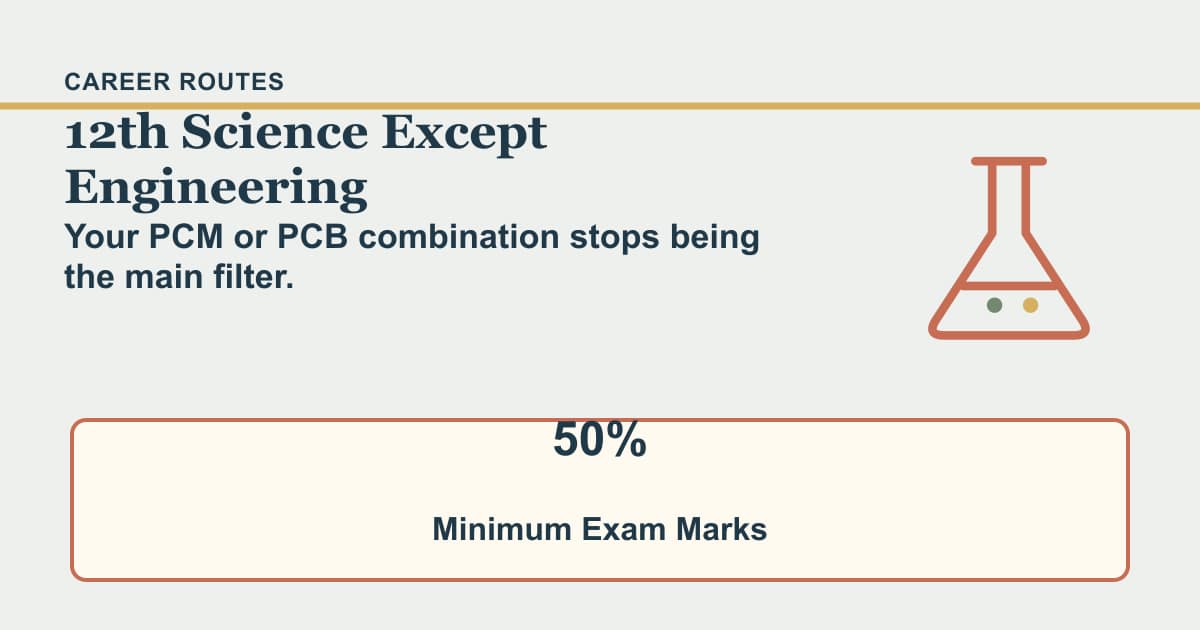 CAREER ROUTES
12th Science Except
Engineering
Your PCM or PCB combination stops being
the main filter.
50%
Minimum Exam Marks